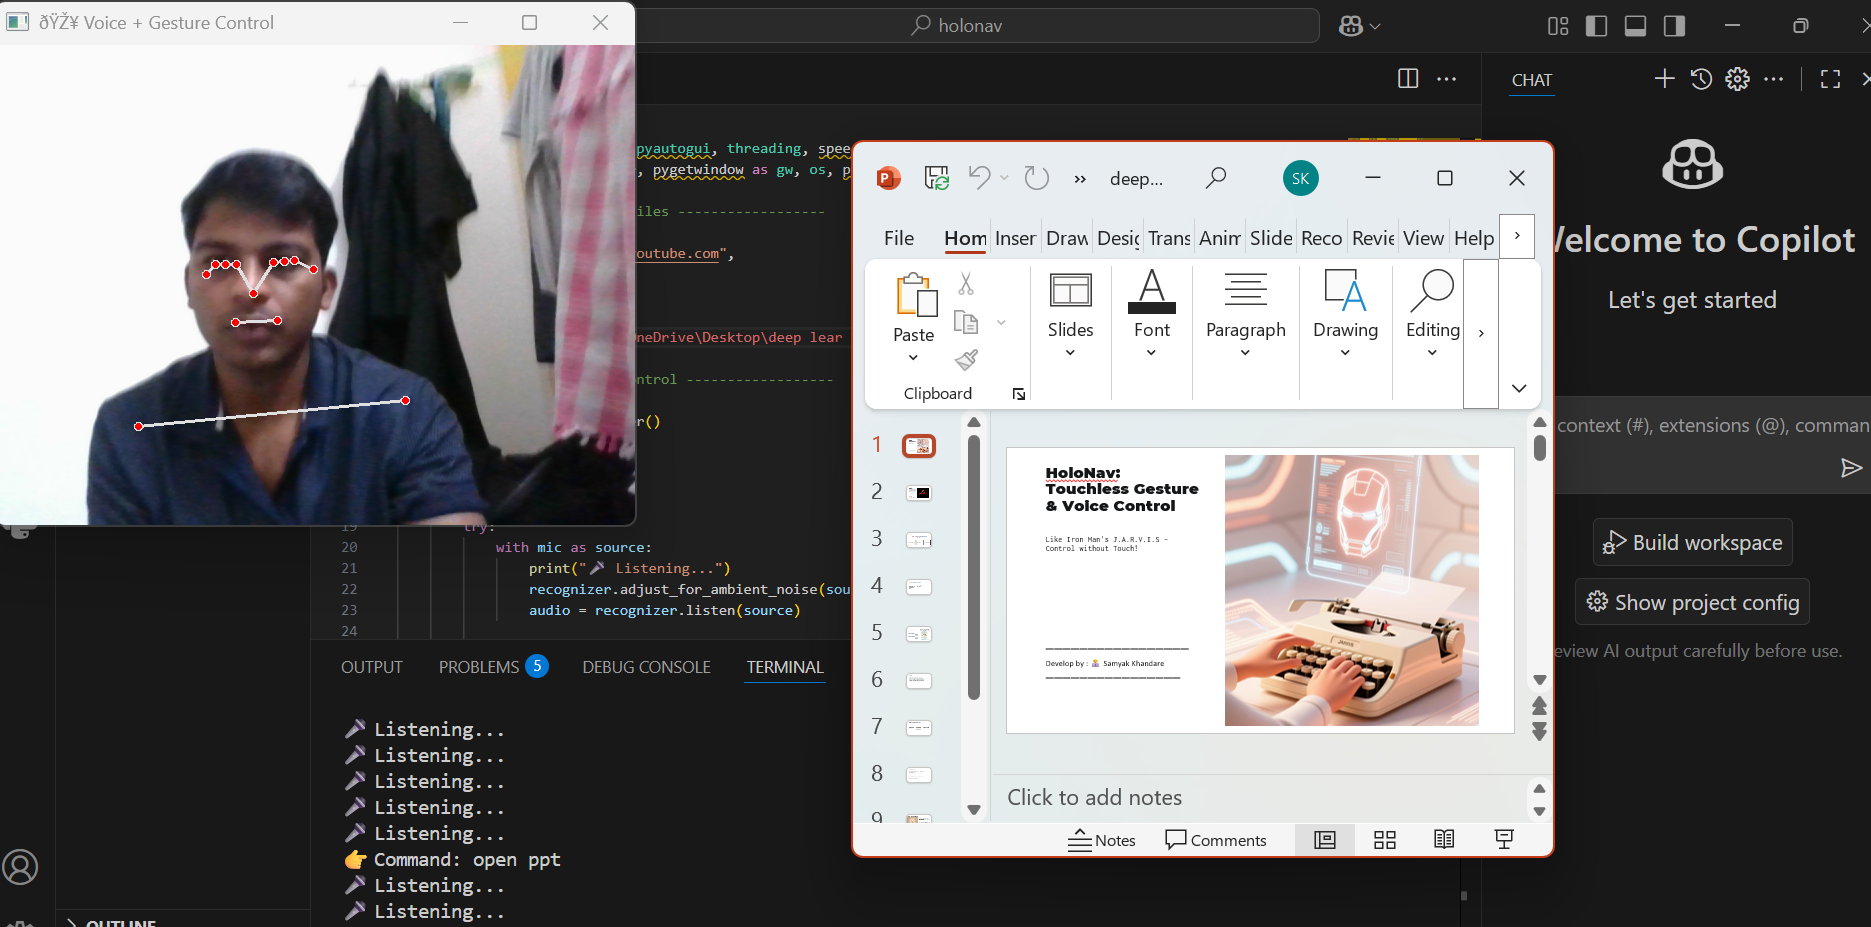 ðŸŽ¥ Voice + Gesture Control
holonav
pyautogui, threading, spee
, pygetwindow as gw, os, p
iles ------------------
outube.com",
neDrive\Desktop\deep lear
ntrol ------------------
r()
19 try:
20 with mic as source:
21 print("🎤 Listening...")
22 recognizer.adjust_for_ambient_noise(sou
23 audio = recognizer.listen(source)
24
OUTPUT PROBLEMS 5 DEBUG CONSOLE TERMINAL
🎤 Listening...
🎤 Listening...
🎤 Listening...
🎤 Listening...
🎤 Listening...
👉 Command: open ppt
🎤 Listening...
🎤 Listening...
OUTLINE
deep...
SK
File Hom Inser Draw Desig Trans Anim Slide Reco Revie View Help
Paste
Clipboard
Slides
Font
Paragraph
Drawing
Editing
1
2
3
4
5
6
7
8
9
HoloNav:
Touchless Gesture
& Voice Control
Like Iron Man's J.A.R.V.I.S –
Control Without Touch!
Develop by : Samyak Khandare
Click to add notes
Notes Comments
CHAT
Welcome to Copilot
Let's get started
context (#), extensions (@), comman
Build workspace
Show project config
eview AI output carefully before use.